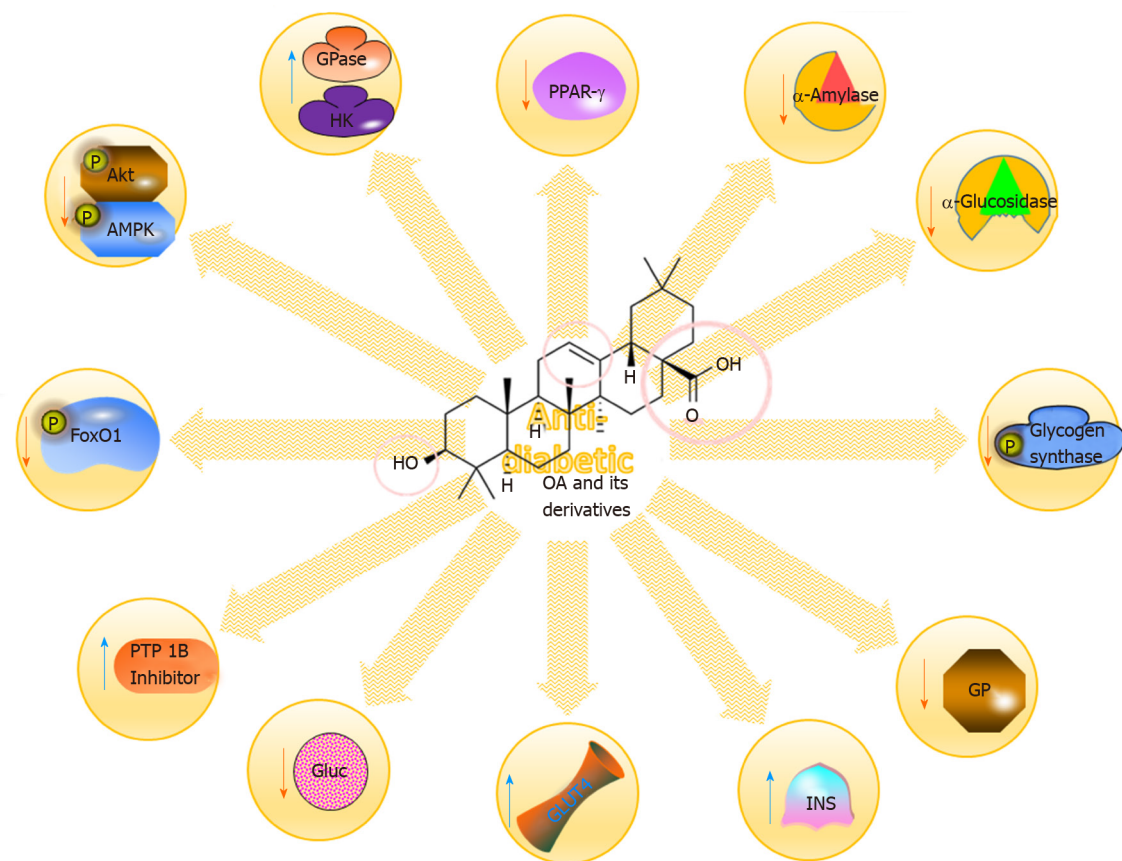 GPase
HK
PPAR-γ
α-Amylase
P
Akt
P
AMPK
α-Glucosidase
OH
H
O
P
FoxO1
H
Anti-
diabetic
HO
H
OA and its
derivatives
Glycogen
P
synthase
PTP 1B
Inhibitor
GP
Gluc
GLUT4
INS